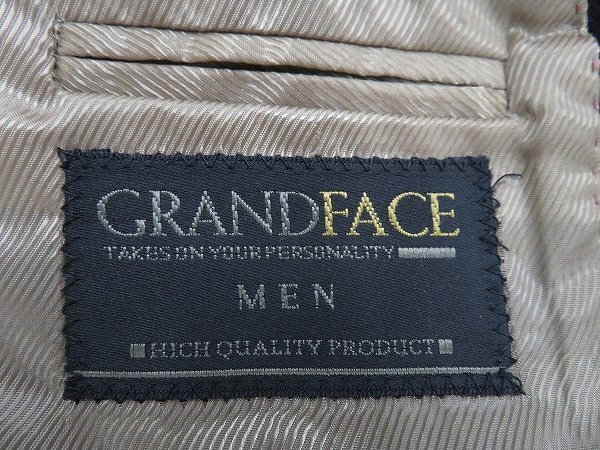 GRANDFACE
TAKES ON YOUR PERSONALITY
MEN
HIGH QUALITY PRODUCT